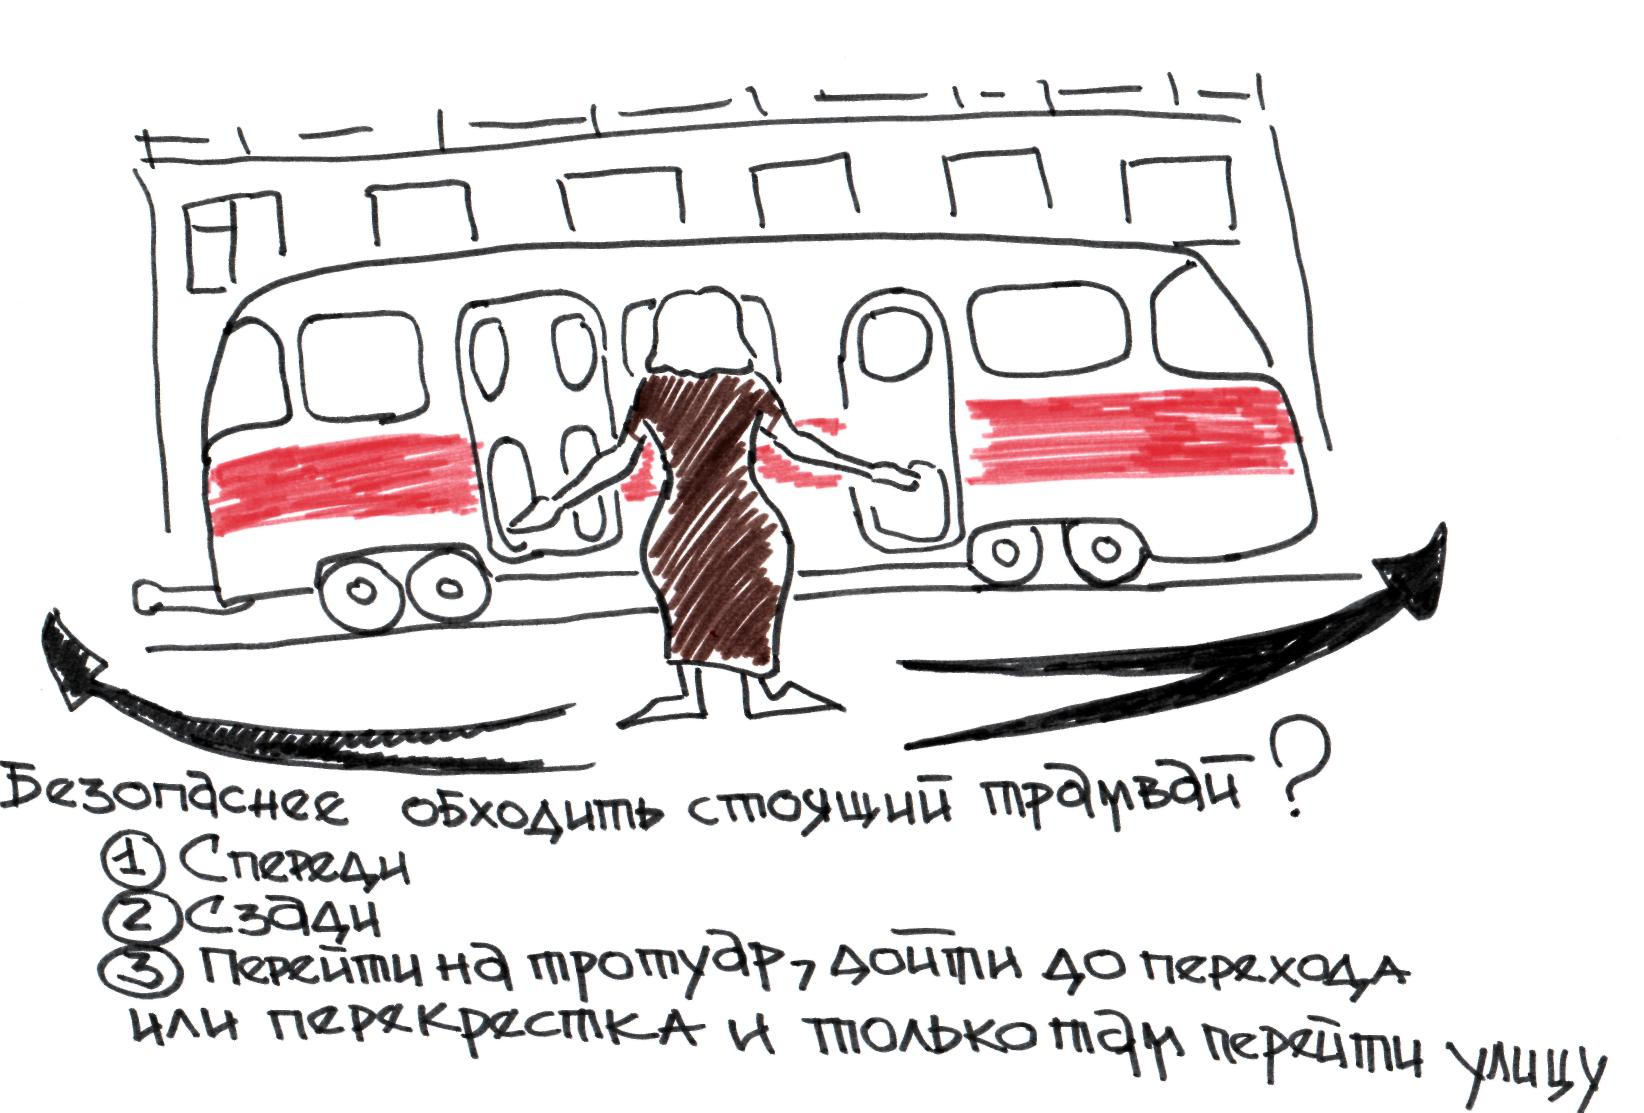 Безопаснее обходить стоящий трамвай?
1 Спереди
2 Сзади
3 Перейти на тротуар, дойти до перехода
или перекрестка и только там перейти улицу